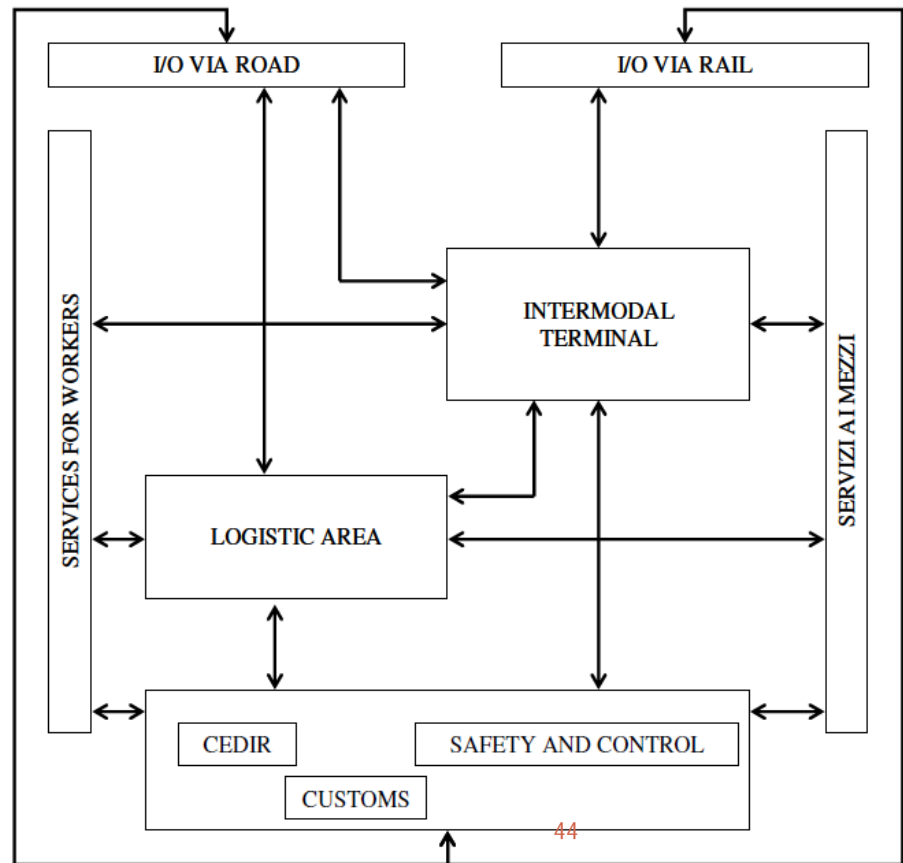 I/O VIA ROAD
I/O VIA RAIL
SERVICES FOR WORKERS
INTERMODAL
TERMINAL
SERVIZI AI MEZZI
LOGISTIC AREA
CEDIR
SAFETY AND CONTROL
CUSTOMS
44